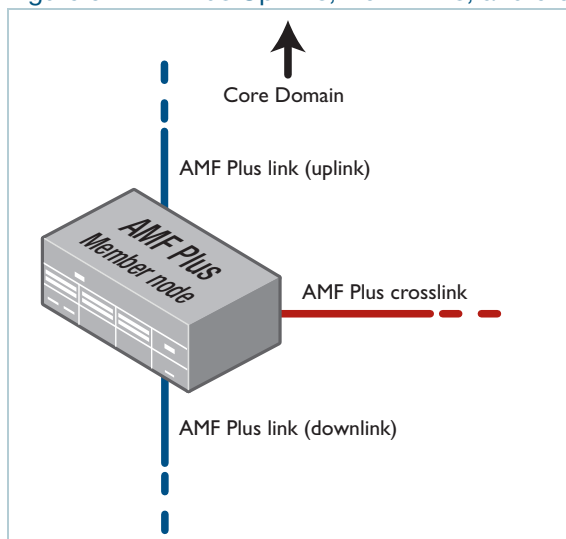 Core Domain
AMF Plus link (uplink)
AMF Plus
Member node
AMF Plus crosslink
AMF Plus link (downlink)